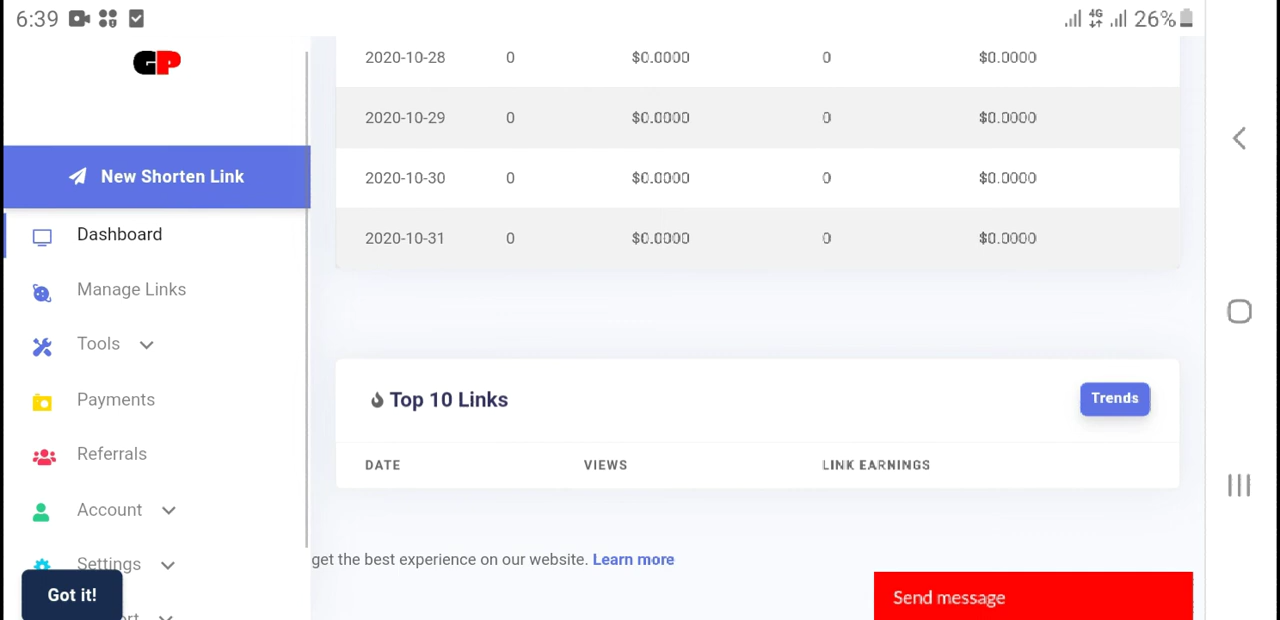 6:39 4G 26%
GP
New Shorten Link
Dashboard
Manage Links
Tools
Payments
Referrals
Account
Settings
Got it!
2020-10-28 0 $0.0000 0 $0.0000
2020-10-29 0 $0.0000 0 $0.0000
2020-10-30 0 $0.0000 0 $0.0000
2020-10-31 0 $0.0000 0 $0.0000
Top 10 Links
Trends
DATE VIEWS LINK EARNINGS
get the best experience on our website. Learn more
Send message